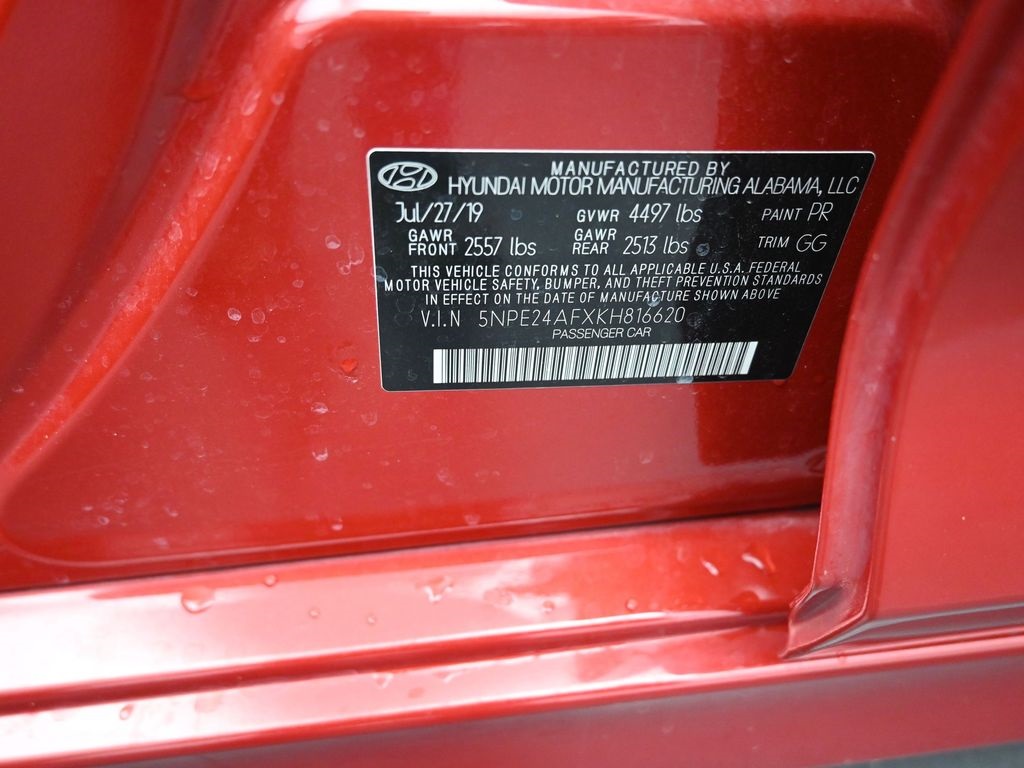 MANUFACTURED BY
HYUNDAI MOTOR MANUFACTURING ALABAMA, LLC
Jul/27/19 GVWR 4497 lbs PAINT PR
GAWR FRONT 2557 lbs GAWR REAR 2513 lbs TRIM GG
THIS VEHICLE CONFORMS TO ALL APPLICABLE U.S.A. FEDERAL
MOTOR VEHICLE SAFETY, BUMPER, AND THEFT PREVENTION STANDARDS
IN EFFECT ON THE DATE OF MANUFACTURE SHOWN ABOVE
V.I.N 5NPE24AFXKH816620
PASSENGER CAR